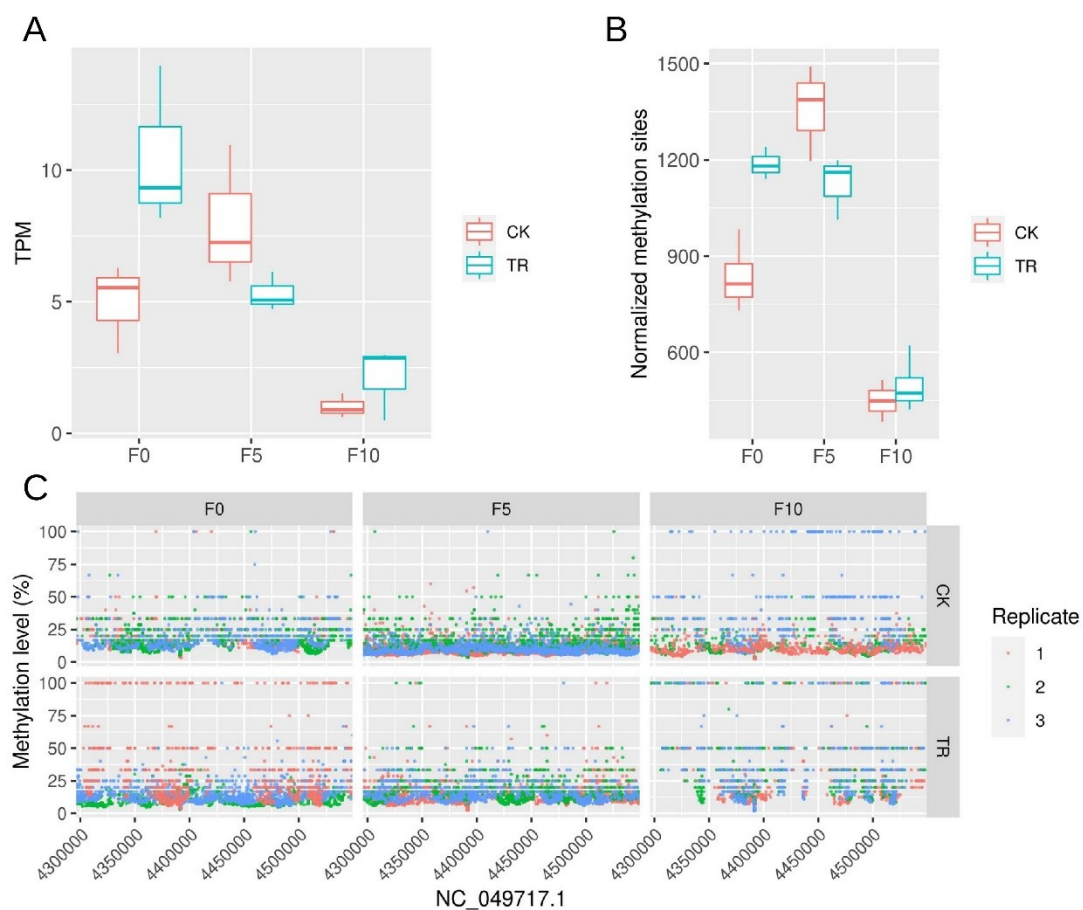 A
TPM
10
5
0
F0 F5 F10
CK
TR
B
Normalized methylation sites
1500
1200
900
600
F0 F5 F10
CK
TR
C
F0 F5 F10
Methylation level (%)
100
75
50
25
0
CK
100
75
50
25
0
TR
4300000 4350000 4400000 4450000 4500000 4300000 4350000 4400000 4450000 4500000 4300000 4350000 4400000 4450000 4500000
NC_049717.1
Replicate
1
2
3